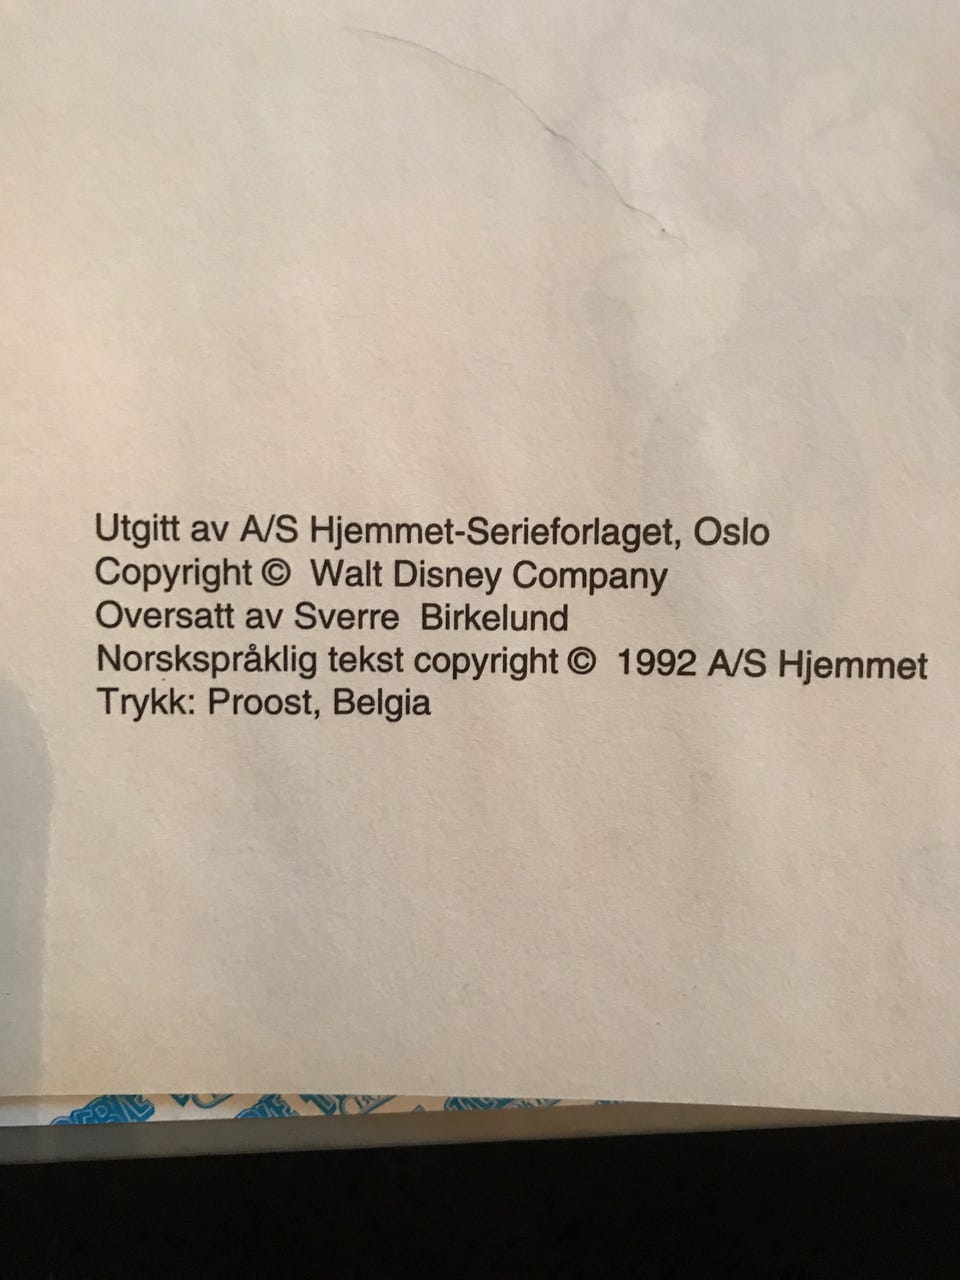 Utgitt av A/S Hjemmet-Serieforlaget, Oslo
Copyright © Walt Disney Company
Oversatt av Sverre Birkelund
Norskspråklig tekst copyright © 1992 A/S Hjemmet
Trykk: Proost, Belgia